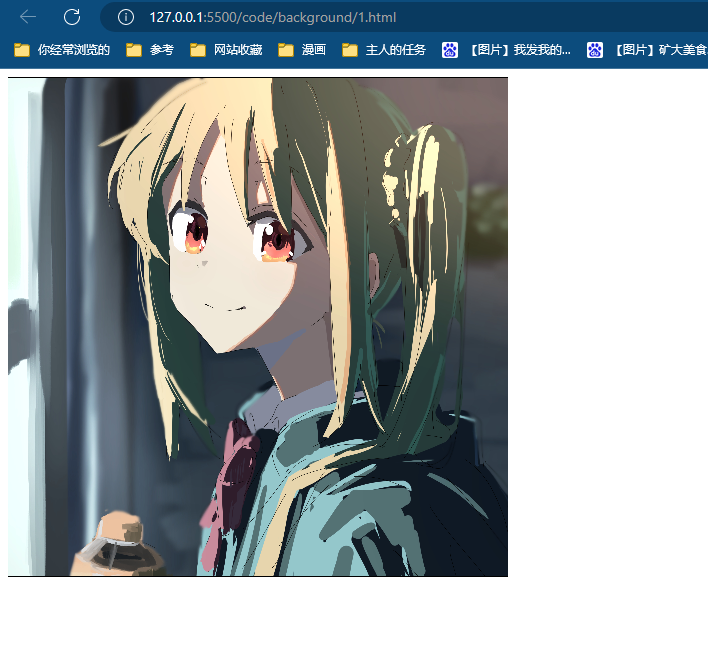 127.0.0.1:5500/code/background/1.html
你经常浏览的 参考 网站收藏 漫画 主人的任务 【图片】我发我的... 【图片】矿大美食